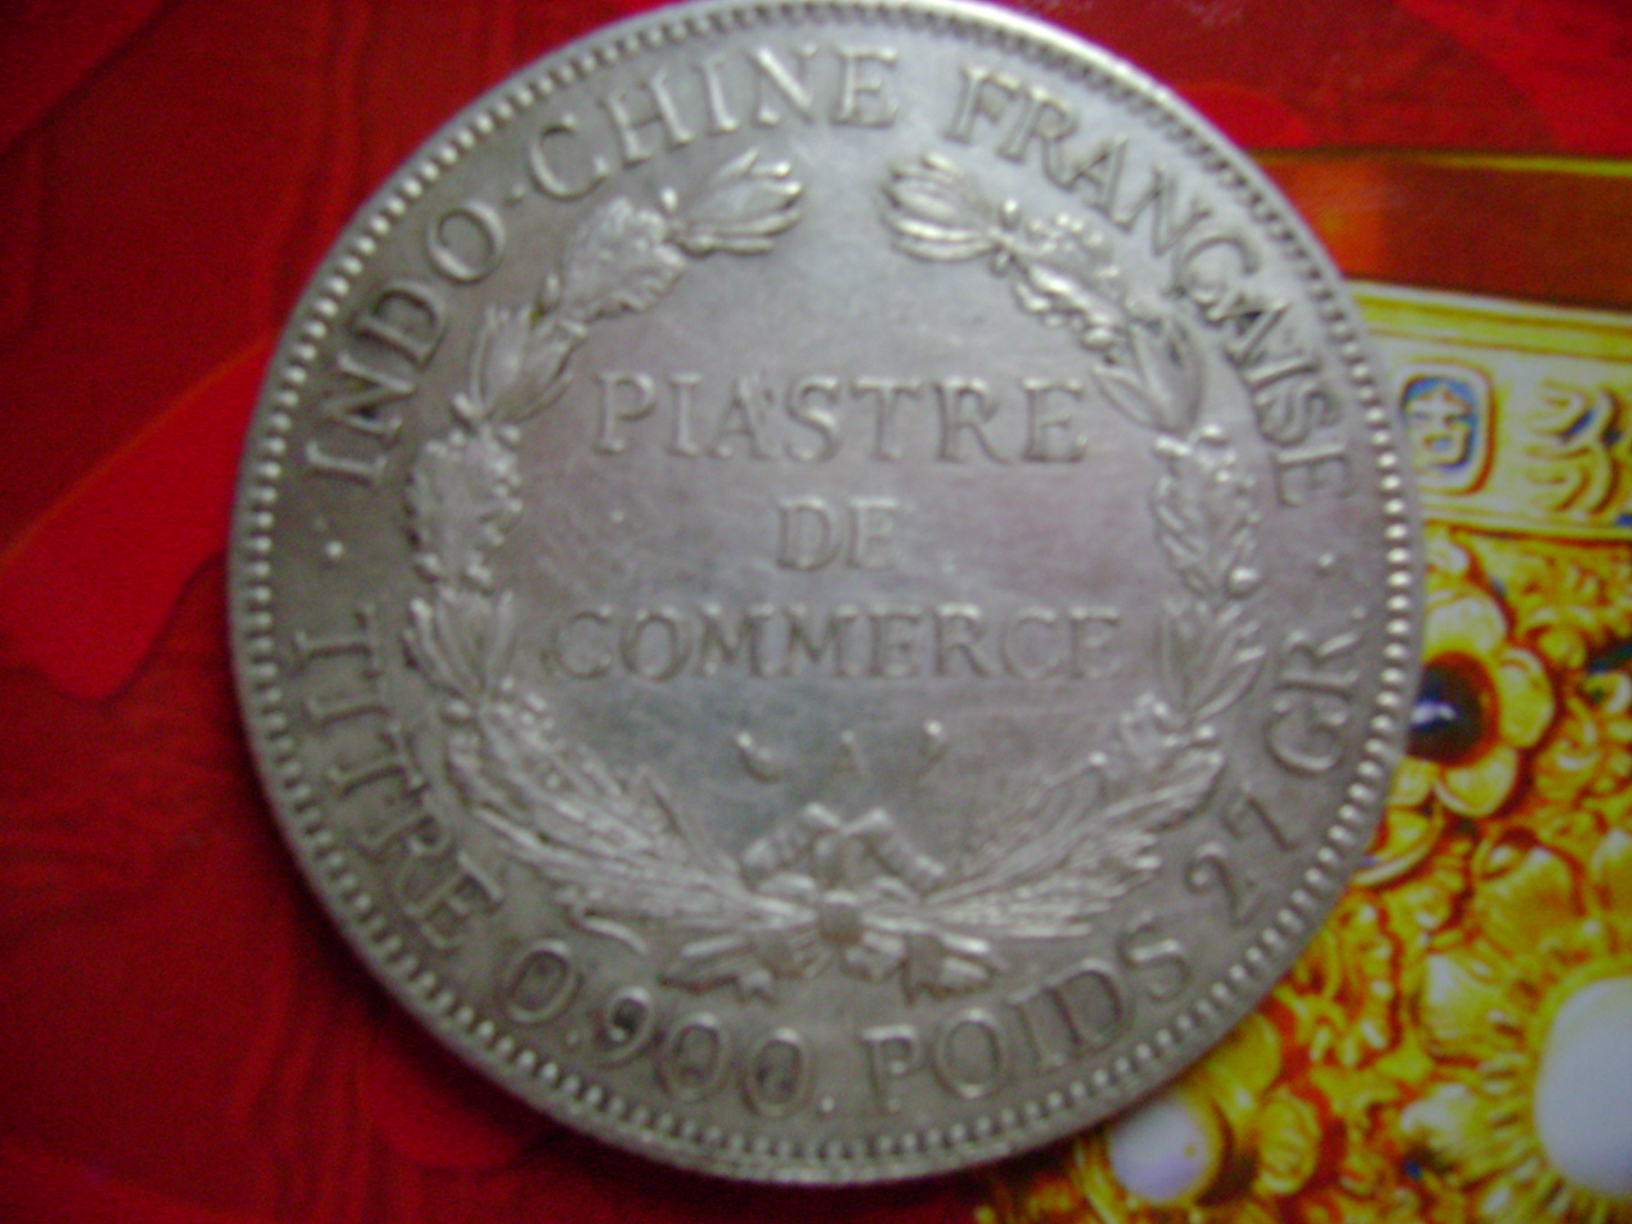 INDO-CHINE FRANÇAISE
PIASTRE
DE
COMMERCE
TITRE 0.900. POIDS 27 GR.